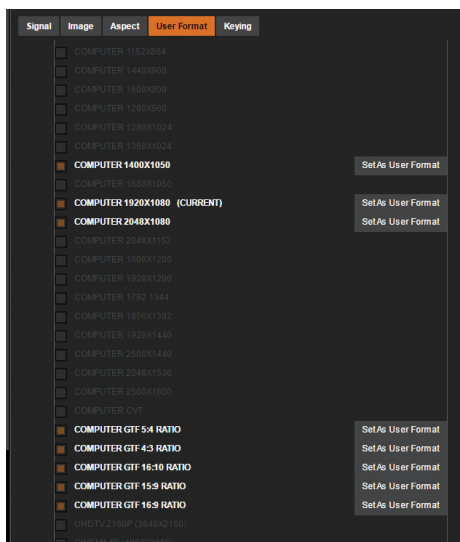 Signal Image Aspect User Format Keying
COMPUTER 1152X864
COMPUTER 1440X900
COMPUTER 1600X900
COMPUTER 1280X960
COMPUTER 1280X1024
COMPUTER 1360X1024
COMPUTER 1400X1050 Set As User Format
COMPUTER 1680X1050
COMPUTER 1920X1080 (CURRENT) Set As User Format
COMPUTER 2048X1080 Set As User Format
COMPUTER 2048X1152
COMPUTER 1600X1200
COMPUTER 1920X1200
COMPUTER 1792 1344
COMPUTER 1856X1392
COMPUTER 1920X1440
COMPUTER 2560X1440
COMPUTER 2048X1536
COMPUTER 2560X1600
COMPUTER CVT
COMPUTER GTF 5:4 RATIO Set As User Format
COMPUTER GTF 4:3 RATIO Set As User Format
COMPUTER GTF 16:10 RATIO Set As User Format
COMPUTER GTF 15:9 RATIO Set As User Format
COMPUTER GTF 16:9 RATIO Set As User Format
UHDTV 2160P (3840X2160)